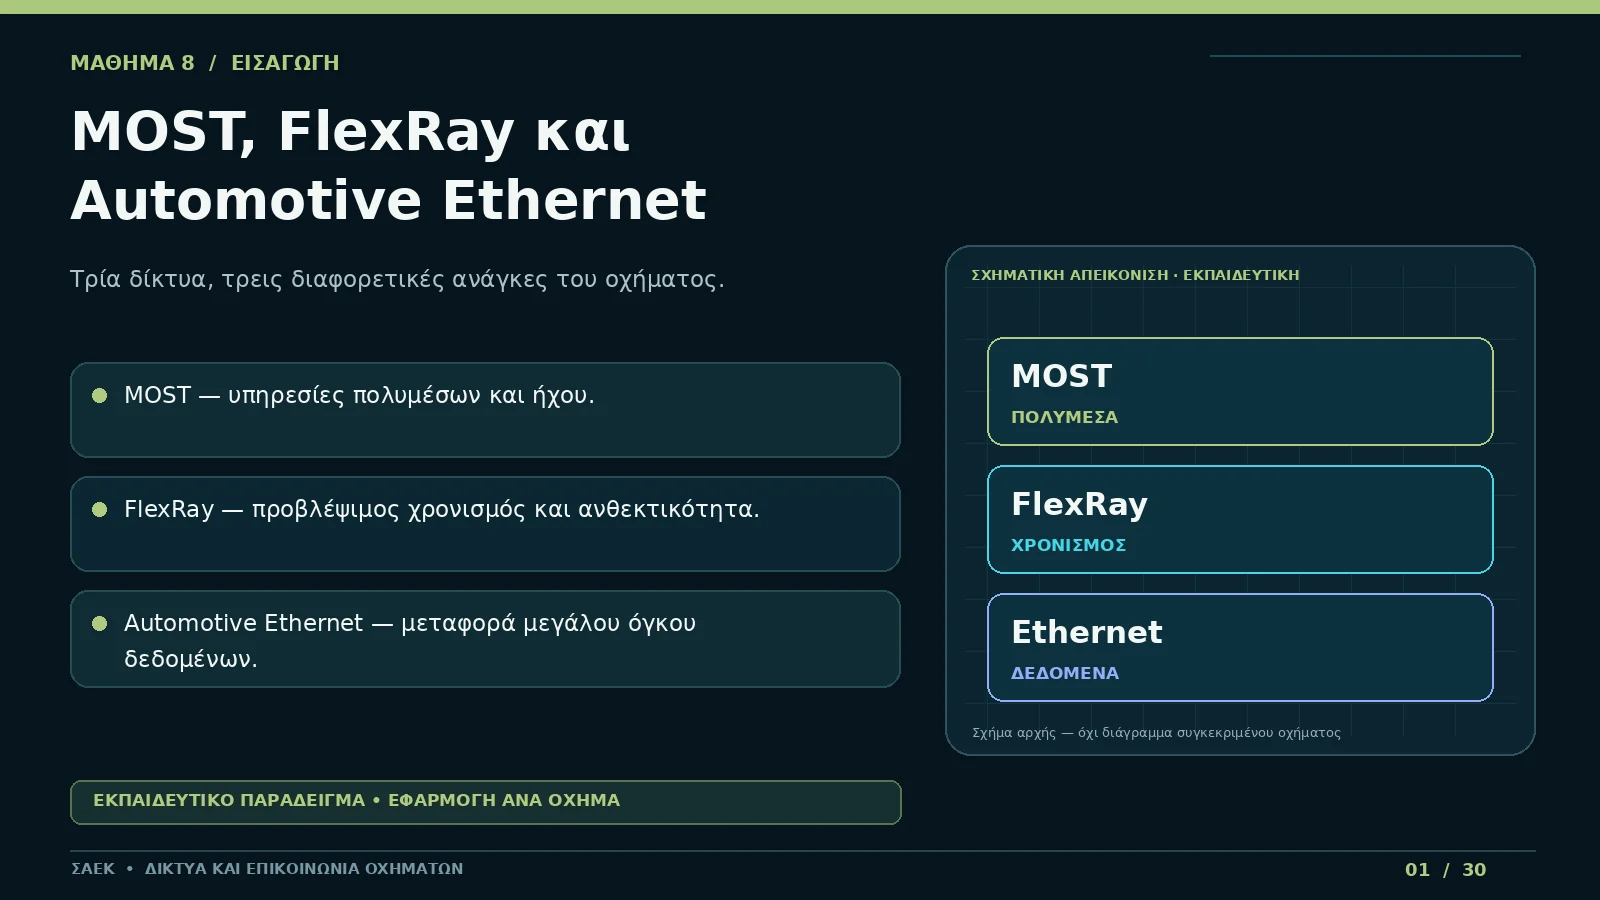 ΜΑΘΗΜΑ 8 / ΕΙΣΑΓΩΓΗ
MOST, FlexRay και
Automotive Ethernet
Τρία δίκτυα, τρεις διαφορετικές ανάγκες του οχήματος.
MOST — υπηρεσίες πολυμέσων και ήχου.
FlexRay — προβλέψιμος χρονισμός και ανθεκτικότητα.
Automotive Ethernet — μεταφορά μεγάλου όγκου
δεδομένων.
ΕΚΠΑΙΔΕΥΤΙΚΟ ΠΑΡΑΔΕΙΓΜΑ • ΕΦΑΡΜΟΓΗ ΑΝΑ ΟΧΗΜΑ
ΣΧΗΜΑΤΙΚΗ ΑΠΕΙΚΟΝΙΣΗ · ΕΚΠΑΙΔΕΥΤΙΚΗ
MOST
ΠΟΛΥΜΕΣΑ
FlexRay
ΧΡΟΝΙΣΜΟΣ
Ethernet
ΔΕΔΟΜΕΝΑ
Σχήμα αρχής — όχι διάγραμμα συγκεκριμένου οχήματος
ΣΑΕΚ • ΔΙΚΤΥΑ ΚΑΙ ΕΠΙΚΟΙΝΩΝΙΑ ΟΧΗΜΑΤΩΝ
01 / 30